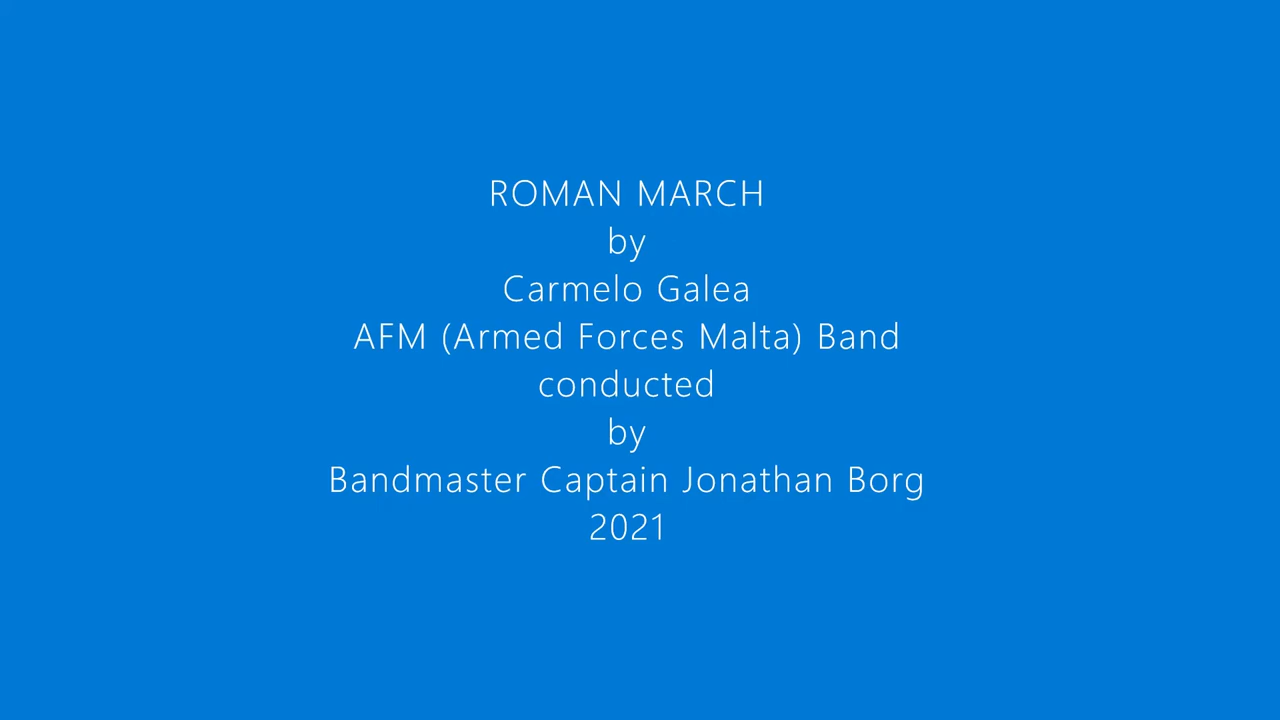 ROMAN MARCH
by
Carmelo Galea
AFM (Armed Forces Malta) Band
conducted
by
Bandmaster Captain Jonathan Borg
2021